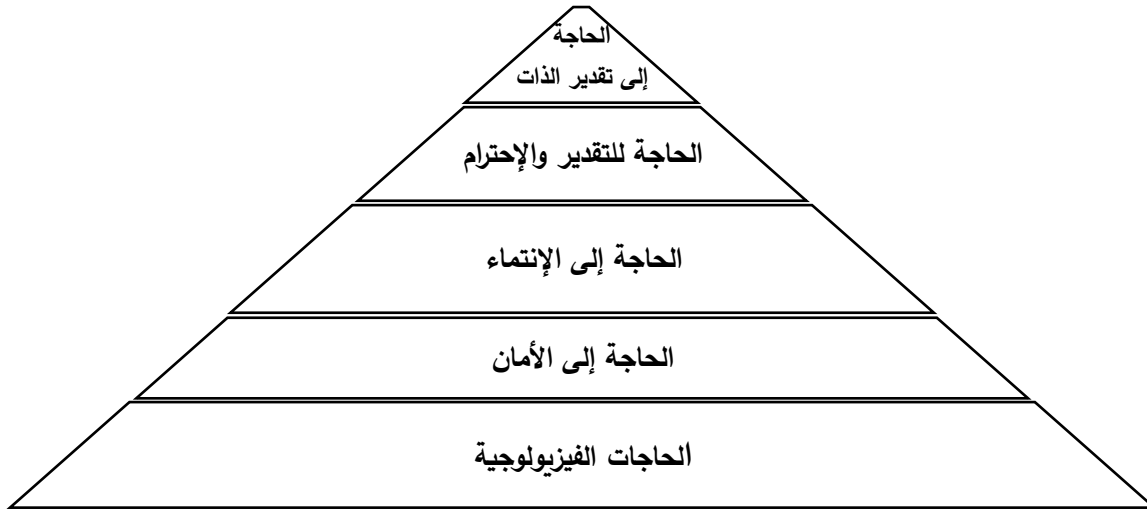 الحاجة
إلى تقدير الذات
الحاجة للتقدير والإحترام
الحاجة إلى الإنتماء
الحاجة إلى الأمان
الحاجات الفيزيولوجية